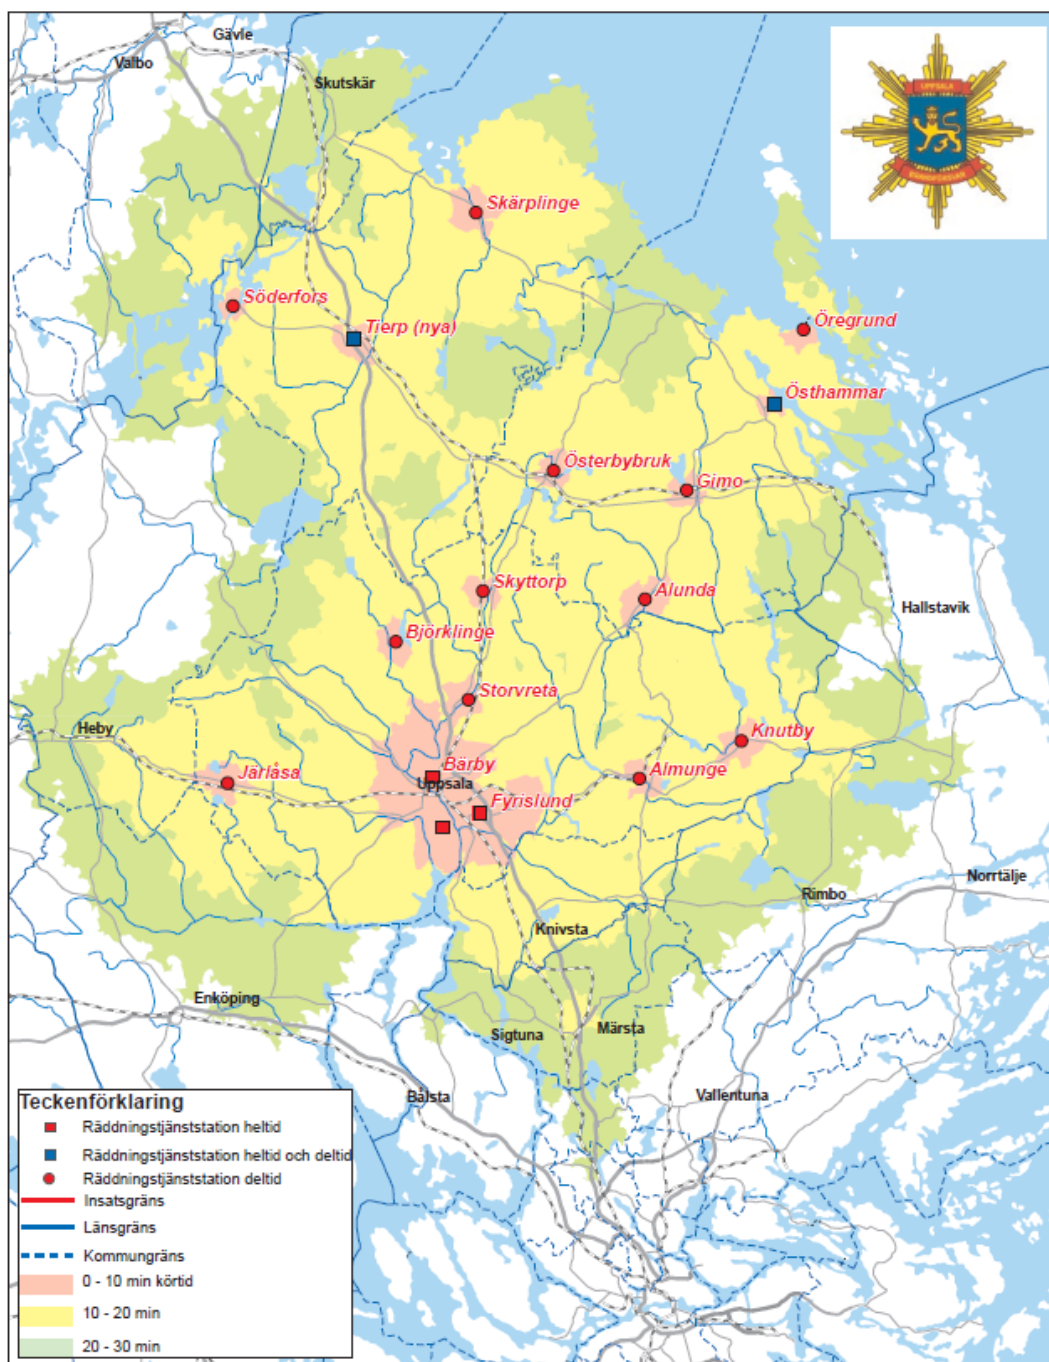 Gävle
Valbo
Skutskär
UPPSALA
BRANDFÖRSVAR
Skärplinge
Söderfors
Tierp (nya)
Öregrund
Östhammar
Österbybruk
Gimo
Skyttorp
Alunda
Hallstavik
Björklinge
Storvreta
Heby
Knutby
Järlåsa
Bärby
Almunge
Uppsala
Fyrislund
Norrtälje
Rimbo
Knivsta
Enköping
Sigtuna
Märsta
Bålsta
Vallentuna
Teckenförklaring
Räddningstjänststation heltid
Räddningstjänststation heltid och deltid
Räddningstjänststation deltid
Insatsgräns
Länsgräns
Kommungräns
0 - 10 min körtid
10 - 20 min
20 - 30 min